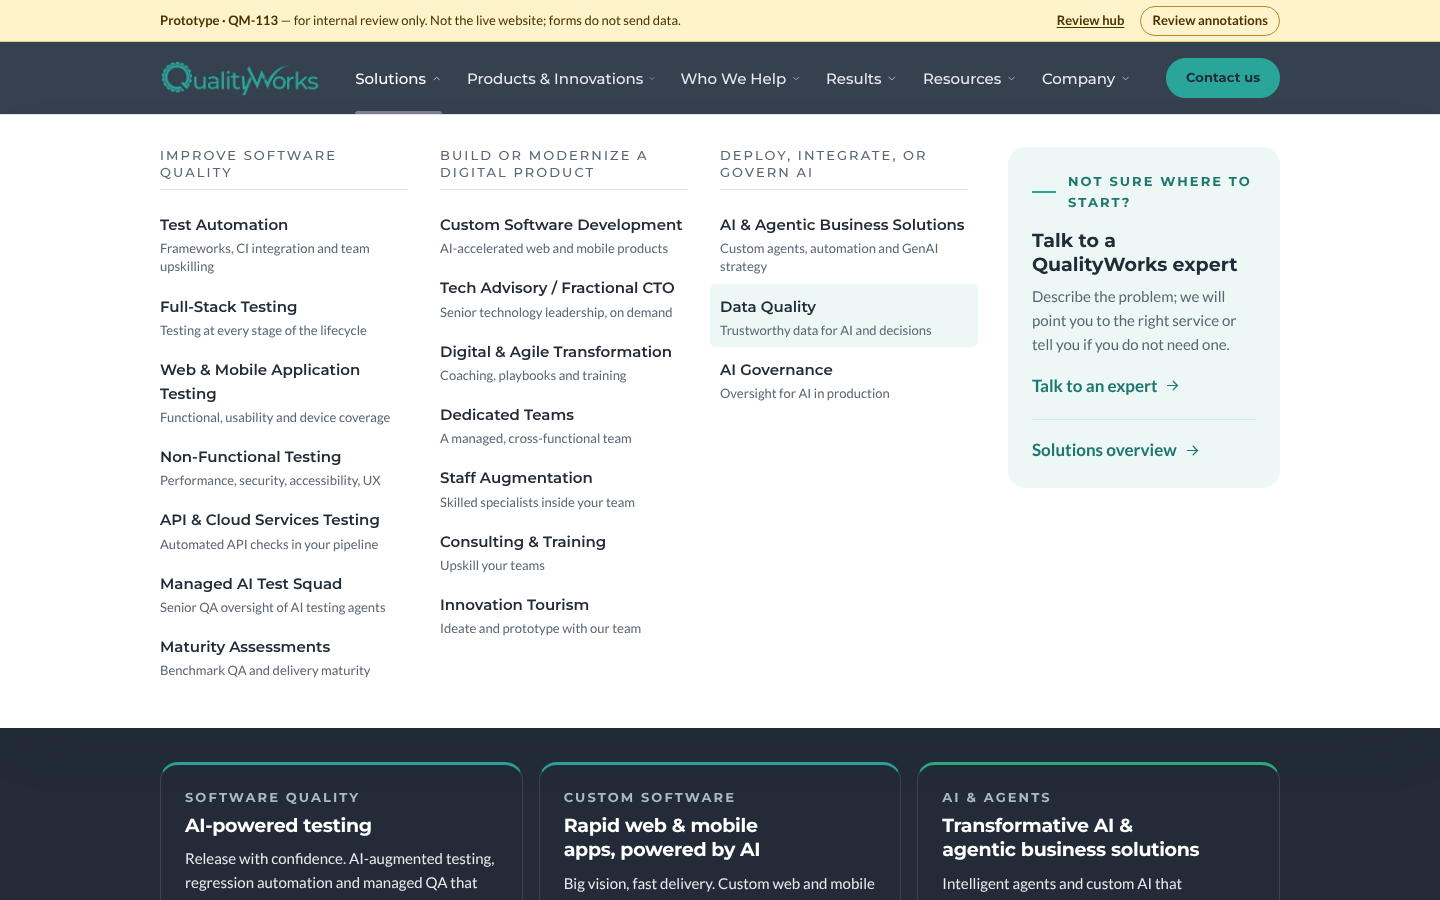 Prototype · QM-113 — for internal review only. Not the live website; forms do not send data.
Review hub
Review annotations
QualityWorks
Solutions
Products & Innovations
Who We Help
Results
Resources
Company
Contact us
IMPROVE SOFTWARE
QUALITY
Test Automation
Frameworks, CI integration and team
upskilling
Full-Stack Testing
Testing at every stage of the lifecycle
Web & Mobile Application
Testing
Functional, usability and device coverage
Non-Functional Testing
Performance, security, accessibility, UX
API & Cloud Services Testing
Automated API checks in your pipeline
Managed AI Test Squad
Senior QA oversight of AI testing agents
Maturity Assessments
Benchmark QA and delivery maturity
BUILD OR MODERNIZE A
DIGITAL PRODUCT
Custom Software Development
AI-accelerated web and mobile products
Tech Advisory / Fractional CTO
Senior technology leadership, on demand
Digital & Agile Transformation
Coaching, playbooks and training
Dedicated Teams
A managed, cross-functional team
Staff Augmentation
Skilled specialists inside your team
Consulting & Training
Upskill your teams
Innovation Tourism
Ideate and prototype with our team
DEPLOY, INTEGRATE, OR
GOVERN AI
AI & Agentic Business Solutions
Custom agents, automation and GenAI
strategy
Data Quality
Trustworthy data for AI and decisions
AI Governance
Oversight for AI in production
NOT SURE WHERE TO
START?
Talk to a
QualityWorks expert
Describe the problem; we will
point you to the right service or
tell you if you do not need one.
Talk to an expert →
Solutions overview →
SOFTWARE QUALITY
AI-powered testing
Release with confidence. AI-augmented testing,
regression automation and managed QA that
CUSTOM SOFTWARE
Rapid web & mobile
apps, powered by AI
Big vision, fast delivery. Custom web and mobile
AI & AGENTS
Transformative AI &
agentic business solutions
Intelligent agents and custom AI that